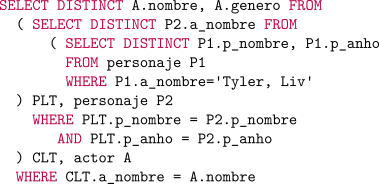 SELECT DISTINCT A.nombre, A.genero FROM
( SELECT DISTINCT P2.a_nombre FROM
( SELECT DISTINCT P1.p_nombre, P1.p_anho
FROM personaje P1
WHERE P1.a_nombre='Tyler, Liv'
) PLT, personaje P2
WHERE PLT.p_nombre = P2.p_nombre
AND PLT.p_anho = P2.p_anho
) CLT, actor A
WHERE CLT.a_nombre = A.nombre